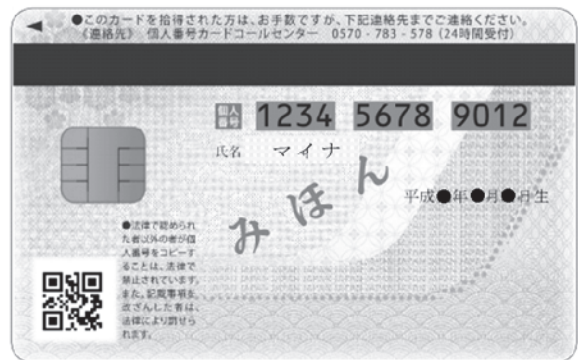 ●このカードを拾得された方は、お手数ですが、下記連絡先までご連絡ください。
《連絡先》 個人番号カードコールセンター 0570-783-578（24時間受付）
個人番号 1234 5678 9012
氏名 マイナ
平成●年●月●日生
みほん
●法律で認められ
た者以外の者が個
人番号をコピーす
ることは、法律で
禁止されています。
また、記載事項を
改ざんした者は、
法律により罰せら
れます。